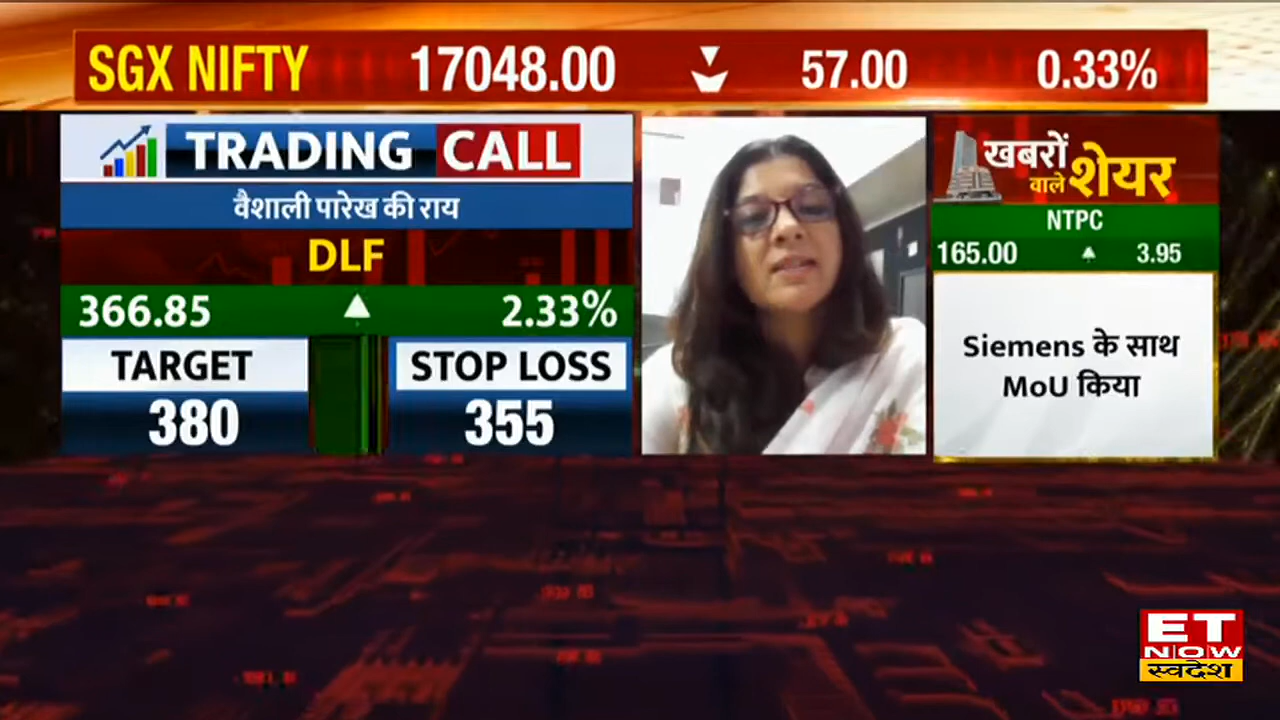 SGX NIFTY 17048.00 57.00 0.33%
TRADING CALL
वैशाली पारेख की राय
DLF
366.85 2.33%
TARGET STOP LOSS
380 355
खबरों
वाले शेयर
NTPC
165.00 3.95
Siemens के साथ
MoU किया
ET
NOW
स्वदेश